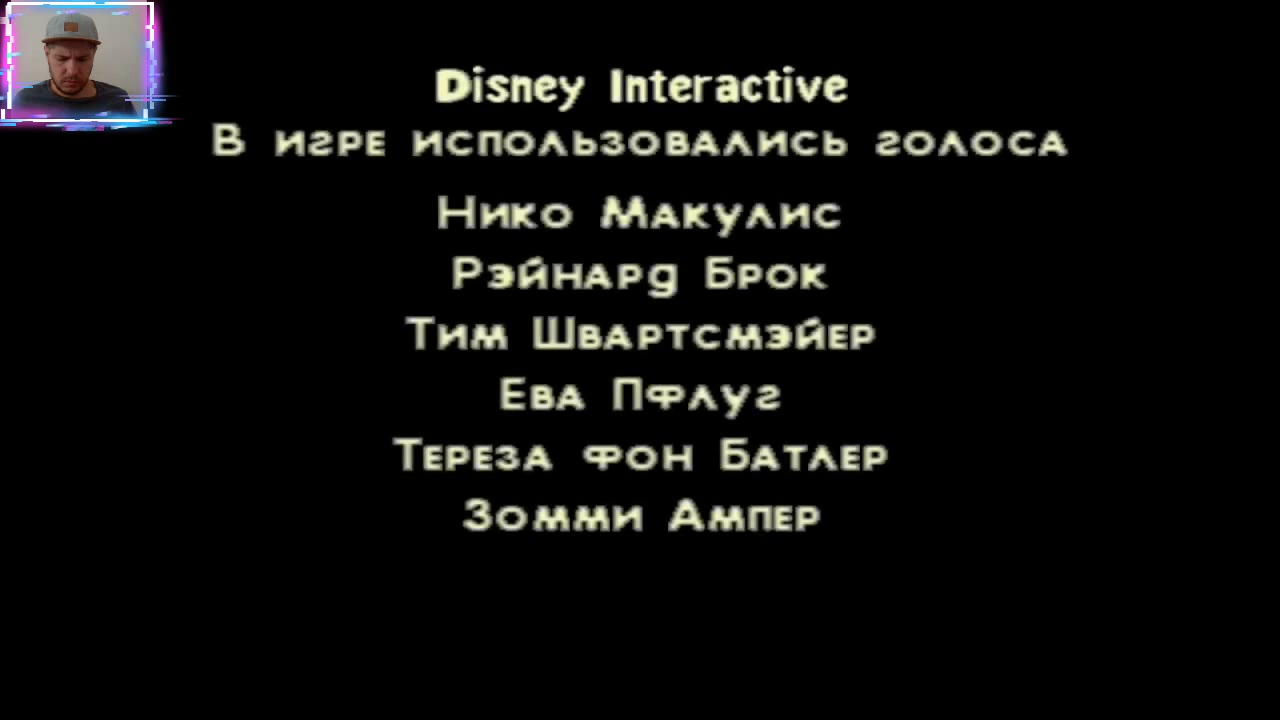 Disney Interactive
В игре использовались голоса
Нико Макулис
Рэйнард Брок
Тим Швартсмэйер
Ева Пфлуг
Тереза фон Батлер
Зомми Ампер